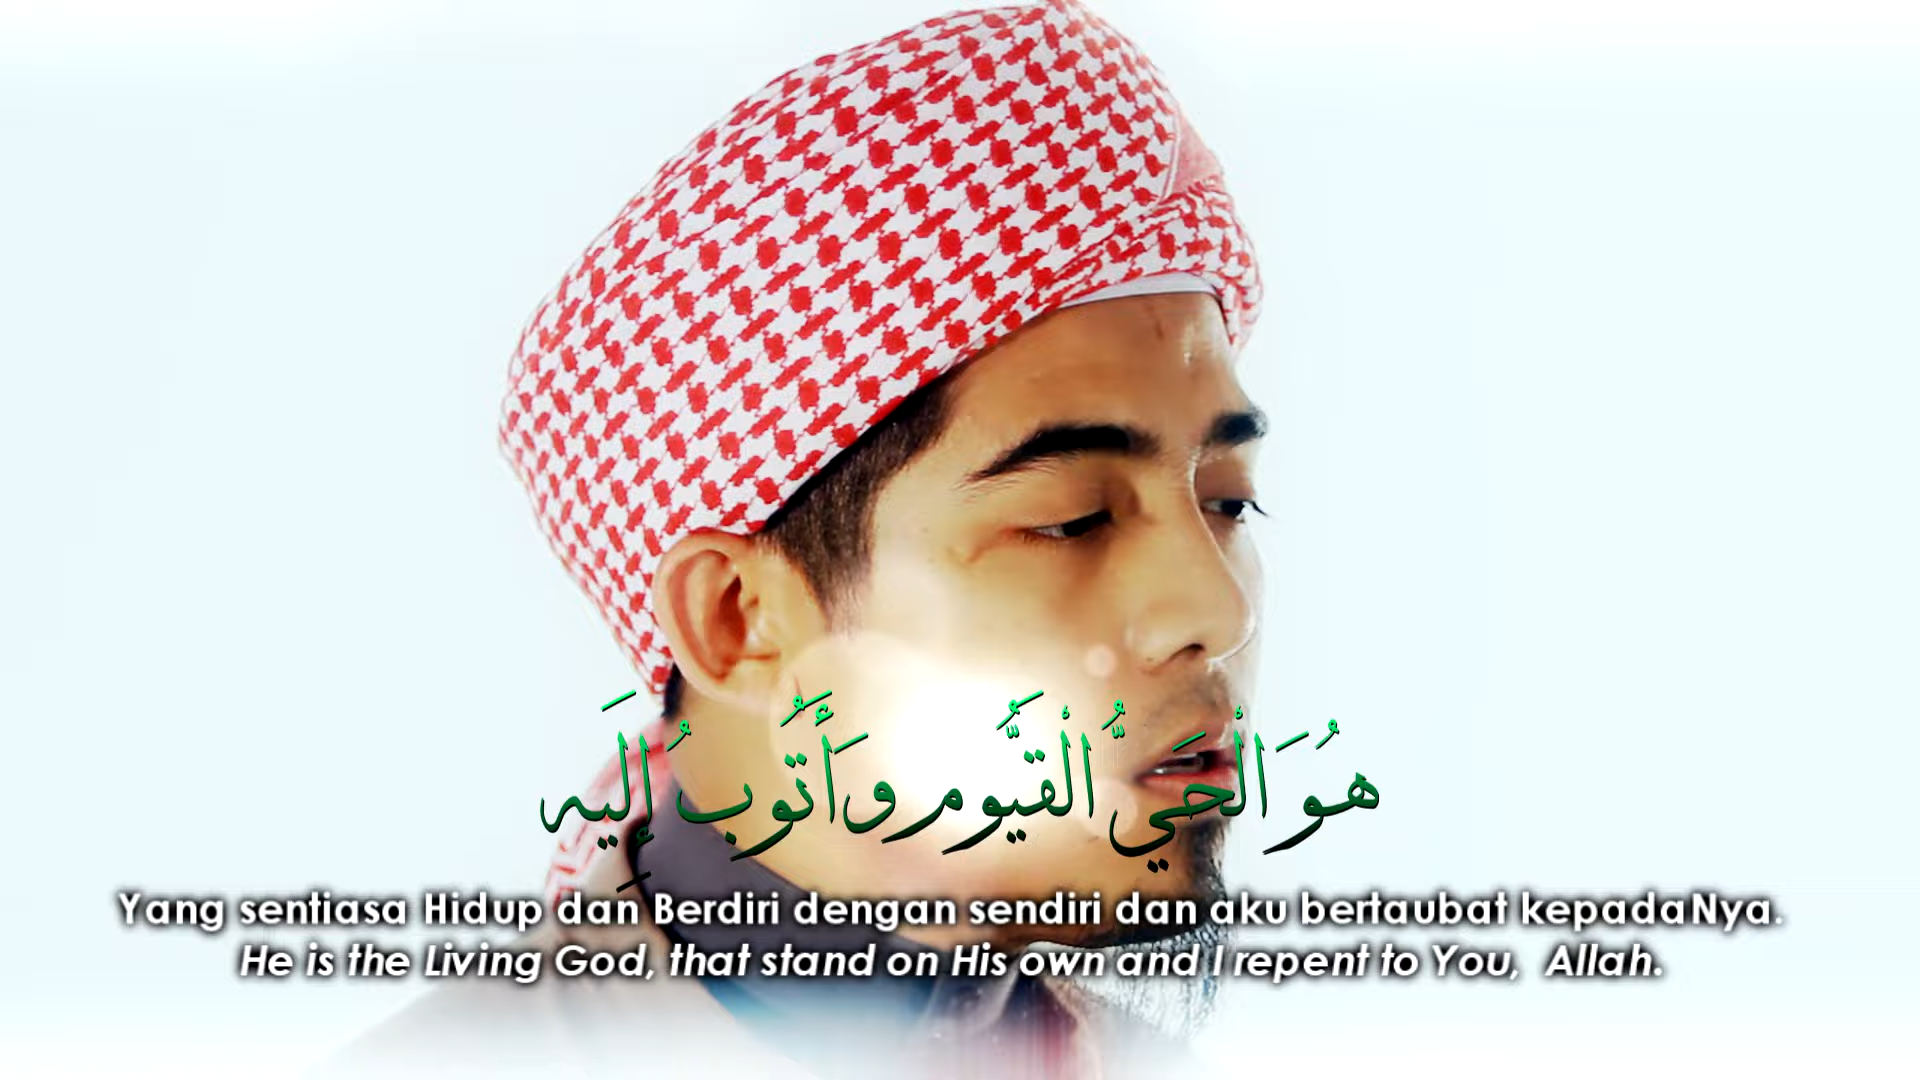 هُوَ الْحَيُّ الْقَيُّوم وَأَتُوبُ إِلَيَه
Yang sentiasa Hidup dan Berdiri dengan sendiri dan aku bertaubat kepadaNya.
He is the Living God, that stand on His own and I repent to You, Allah.